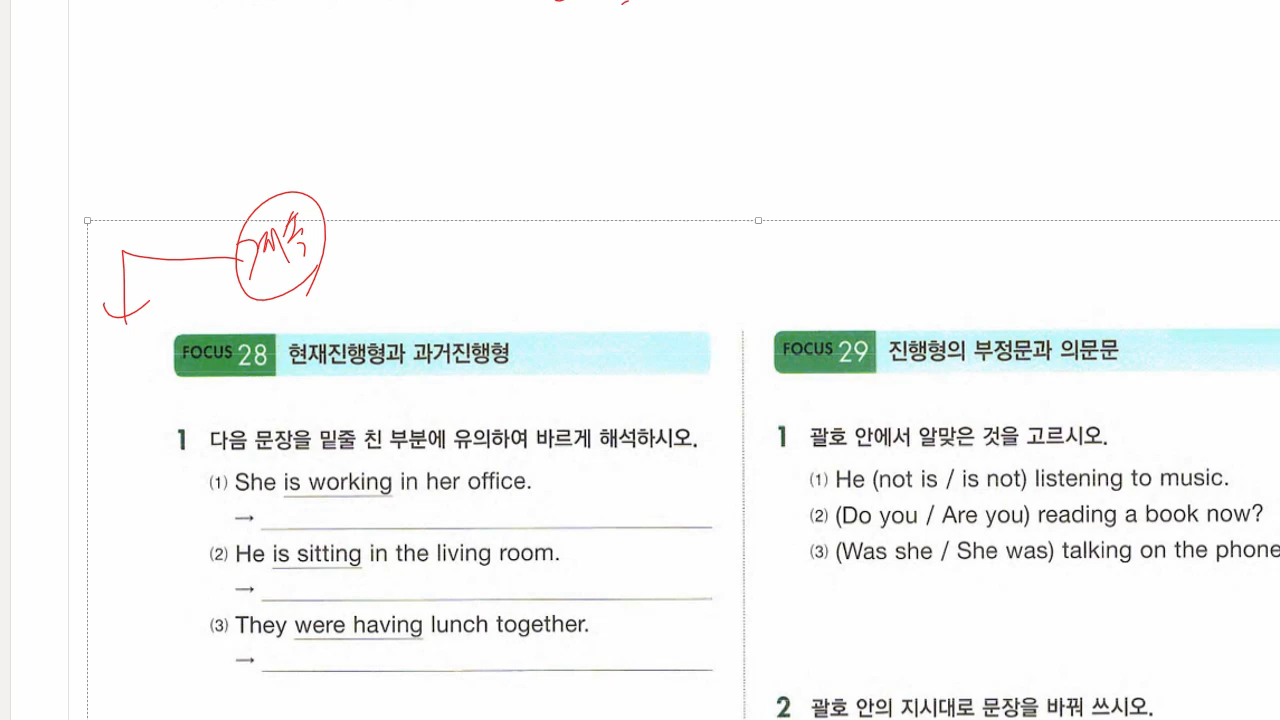 계속
FOCUS 28 현재진행형과 과거진행형
1 다음 문장을 밑줄 친 부분에 유의하여 바르게 해석하시오.
(1) She is working in her office.
→
(2) He is sitting in the living room.
→
(3) They were having lunch together.
→
FOCUS 29 진행형의 부정문과 의문문
1 괄호 안에서 알맞은 것을 고르시오.
(1) He (not is / is not) listening to music.
(2) (Do you / Are you) reading a book now?
(3) (Was she / She was) talking on the phone
2 괄호 안의 지시대로 문장을 바꿔 쓰시오.